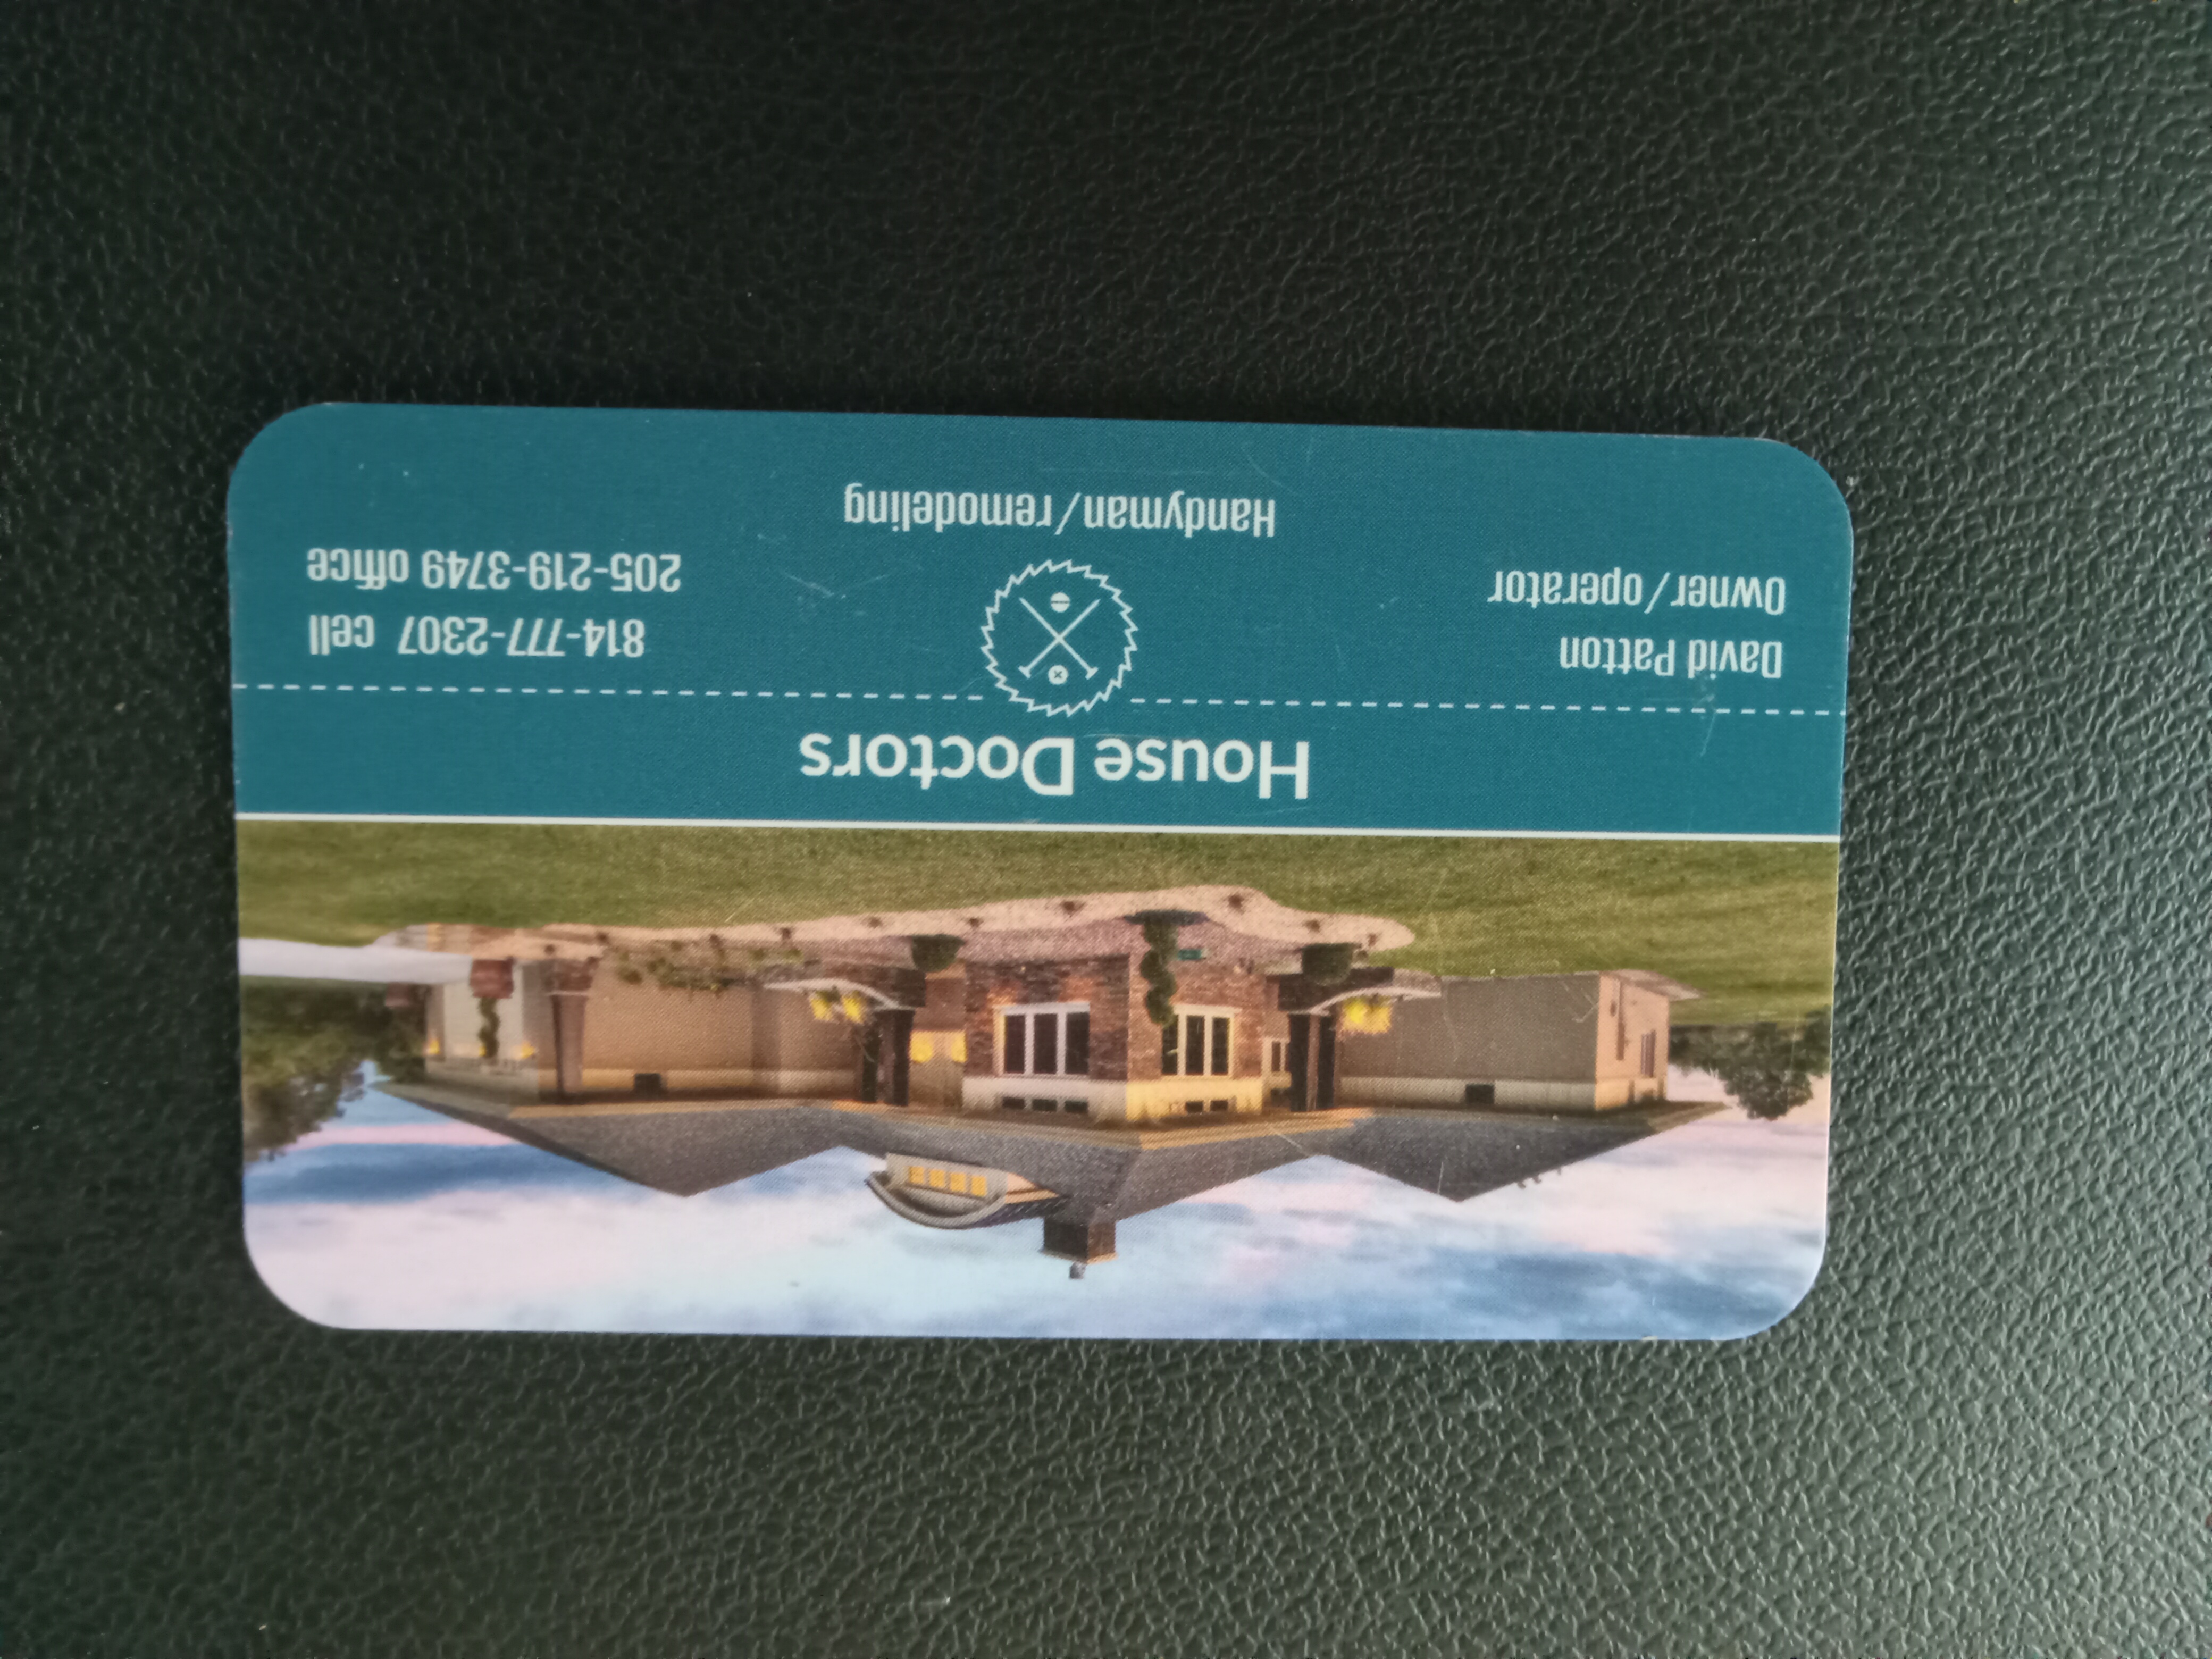 House Doctors
David Patton
Owner/operator
814-777-2307 cell
205-219-3749 office
Handyman/remodeling